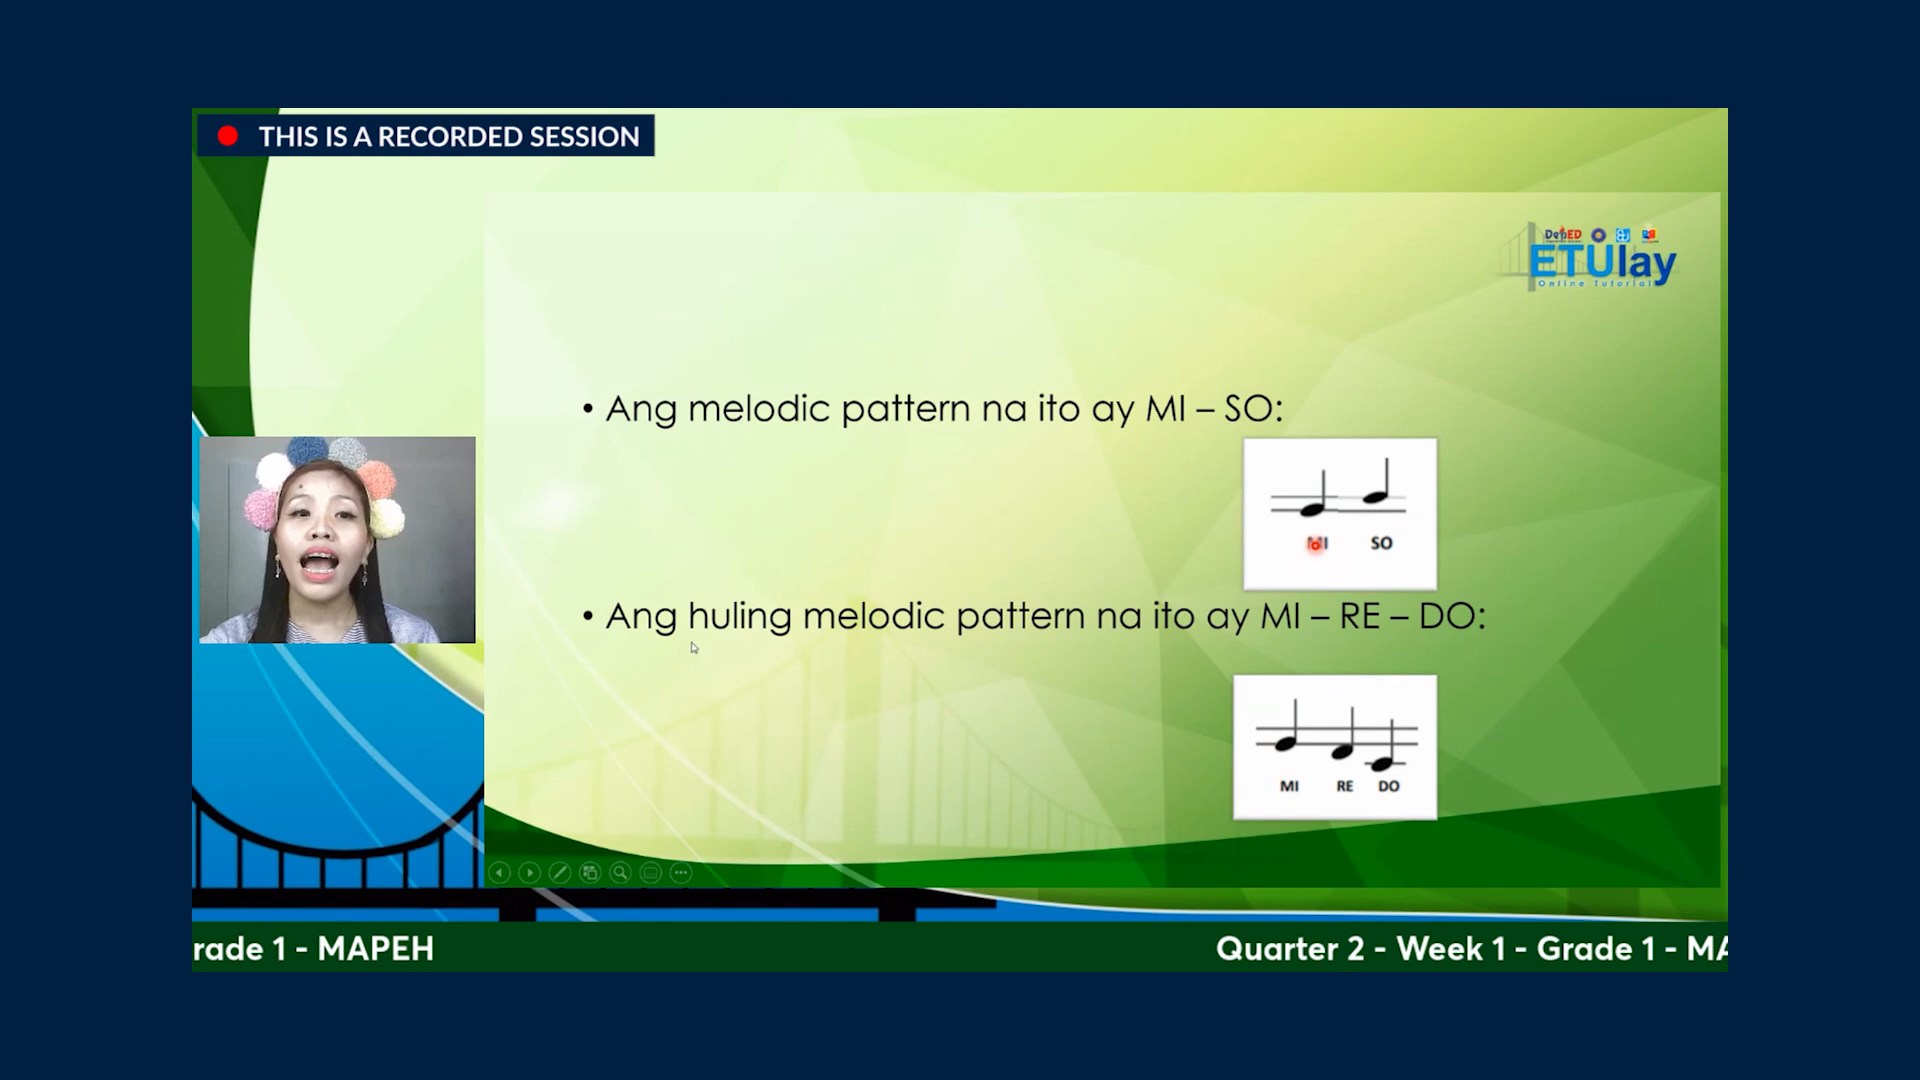 THIS IS A RECORDED SESSION
DepED
ETUlay
Online Tutorial
• Ang melodic pattern na ito ay MI – SO:
MI SO
• Ang huling melodic pattern na ito ay MI – RE – DO:
MI RE DO
rade 1 - MAPEH
Quarter 2 - Week 1 - Grade 1 - MA